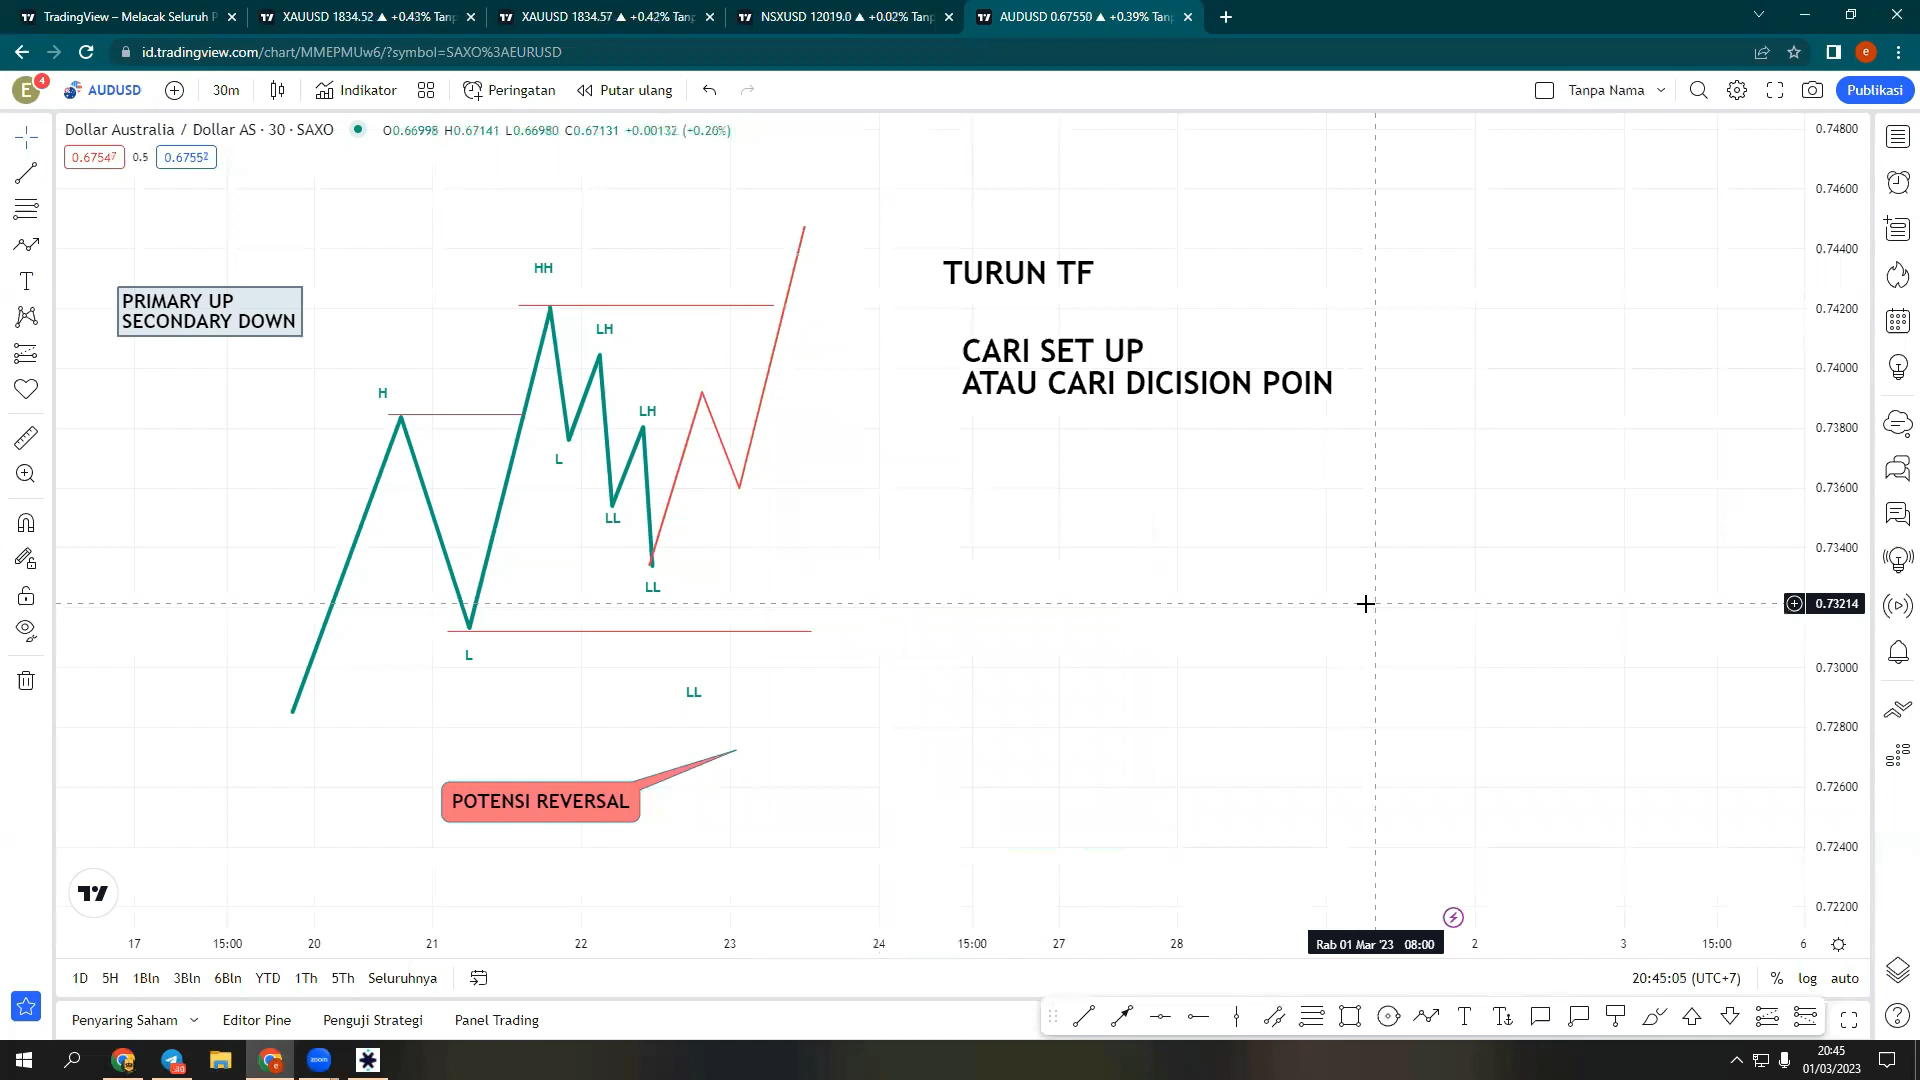 TradingView – Melacak Seluruh P
XAUUSD 1834.52 ▲ +0.43% Tanp
XAUUSD 1834.57 ▲ +0.42% Tanp
NSXUSD 12019.0 ▲ +0.02% Tanp
AUDUSD 0.67550 ▲ +0.39% Tanp
id.tradingview.com/chart/MMEPMUw6/?symbol=SAXO%3AEURUSD
e
E
4
AUDUSD
30m
Indikator
Peringatan
Putar ulang
Tanpa Nama
Publikasi
Dollar Australia / Dollar AS · 30 · SAXO
O0.66998 H0.67141 L0.66980 C0.67131 +0.00132 (+0.20%)
0.67547
0.5
0.67552
PRIMARY UP
SECONDARY DOWN
H
HH
LH
LH
L
LL
LL
L
LL
POTENSI REVERSAL
TURUN TF
CARI SET UP
ATAU CARI DICISION POIN
0.74800
0.74600
0.74400
0.74200
0.74000
0.73800
0.73600
0.73400
0.73214
0.73000
0.72800
0.72600
0.72400
0.72200
17
15:00
20
21
22
23
24
15:00
27
28
Rab 01 Mar '23 08:00
2
3
15:00
6
1D
5H
1Bln
3Bln
6Bln
YTD
1Th
5Th
Seluruhnya
20:45:05 (UTC+7)
%
log
auto
Penyaring Saham
Editor Pine
Penguji Strategi
Panel Trading
zoom
20:45
01/03/2023